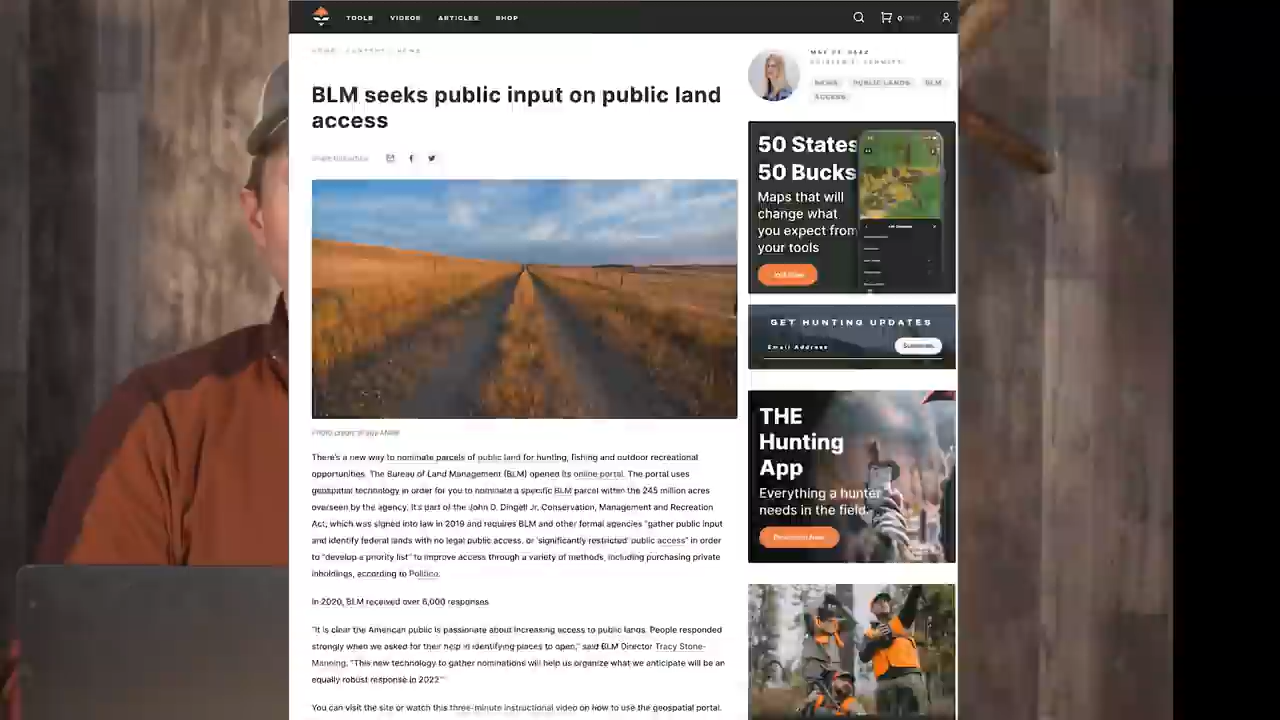 TOOLS VIDEOS ARTICLES SHOP
0
BLM seeks public input on public land
access
NEWS PUBLIC LANDS BLM
ACCESS
50 States
50 Bucks
Maps that will
change what
you expect from
your tools
GET HUNTING UPDATES
Email Address
THE
Hunting
App
Everything a hunter
needs in the field.
There's a new way to nominate parcels of public land for hunting, fishing and outdoor recreational
opportunities. The Bureau of Land Management (BLM) opened its online portal. The portal uses
geospatial technology in order for you to nominate a specific BLM parcel within the 245 million acres
overseen by the agency. It's part of the John D. Dingell Jr. Conservation, Management and Recreation
Act, which was signed into law in 2019 and requires BLM and other formal agencies "gather public input
and identify federal lands with no legal public access, or 'significantly restricted' public access" in order
to "develop a priority list" to improve access through a variety of methods, including purchasing private
inholdings, according to Politico.
In 2020, BLM received over 6,000 responses
"It is clear the American public is passionate about increasing access to public lands. People responded
strongly when we asked for their help in identifying places to open," said BLM Director Tracy Stone-
Manning. "This new technology to gather nominations will help us organize what we anticipate will be an
equally robust response in 2022"
You can visit the site or watch this three-minute instructional video on how to use the geospatial portal.